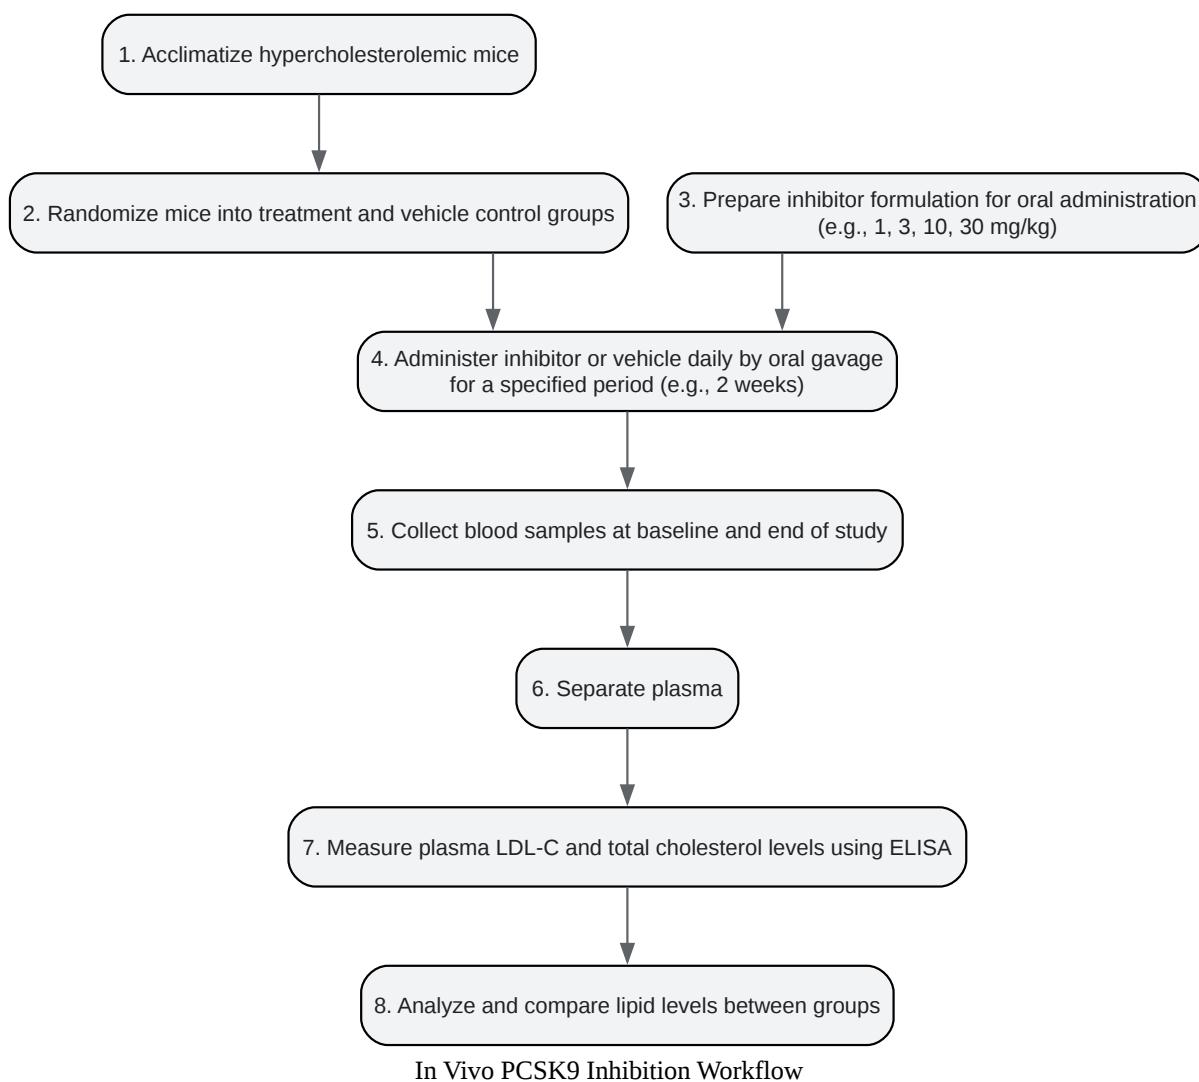 1. Acclimatize hypercholesterolemic mice
2. Randomize mice into treatment and vehicle control groups
3. Prepare inhibitor formulation for oral administration
(e.g., 1, 3, 10, 30 mg/kg)
4. Administer inhibitor or vehicle daily by oral gavage
for a specified period (e.g., 2 weeks)
5. Collect blood samples at baseline and end of study
6. Separate plasma
7. Measure plasma LDL-C and total cholesterol levels using ELISA
8. Analyze and compare lipid levels between groups
In Vivo PCSK9 Inhibition Workflow